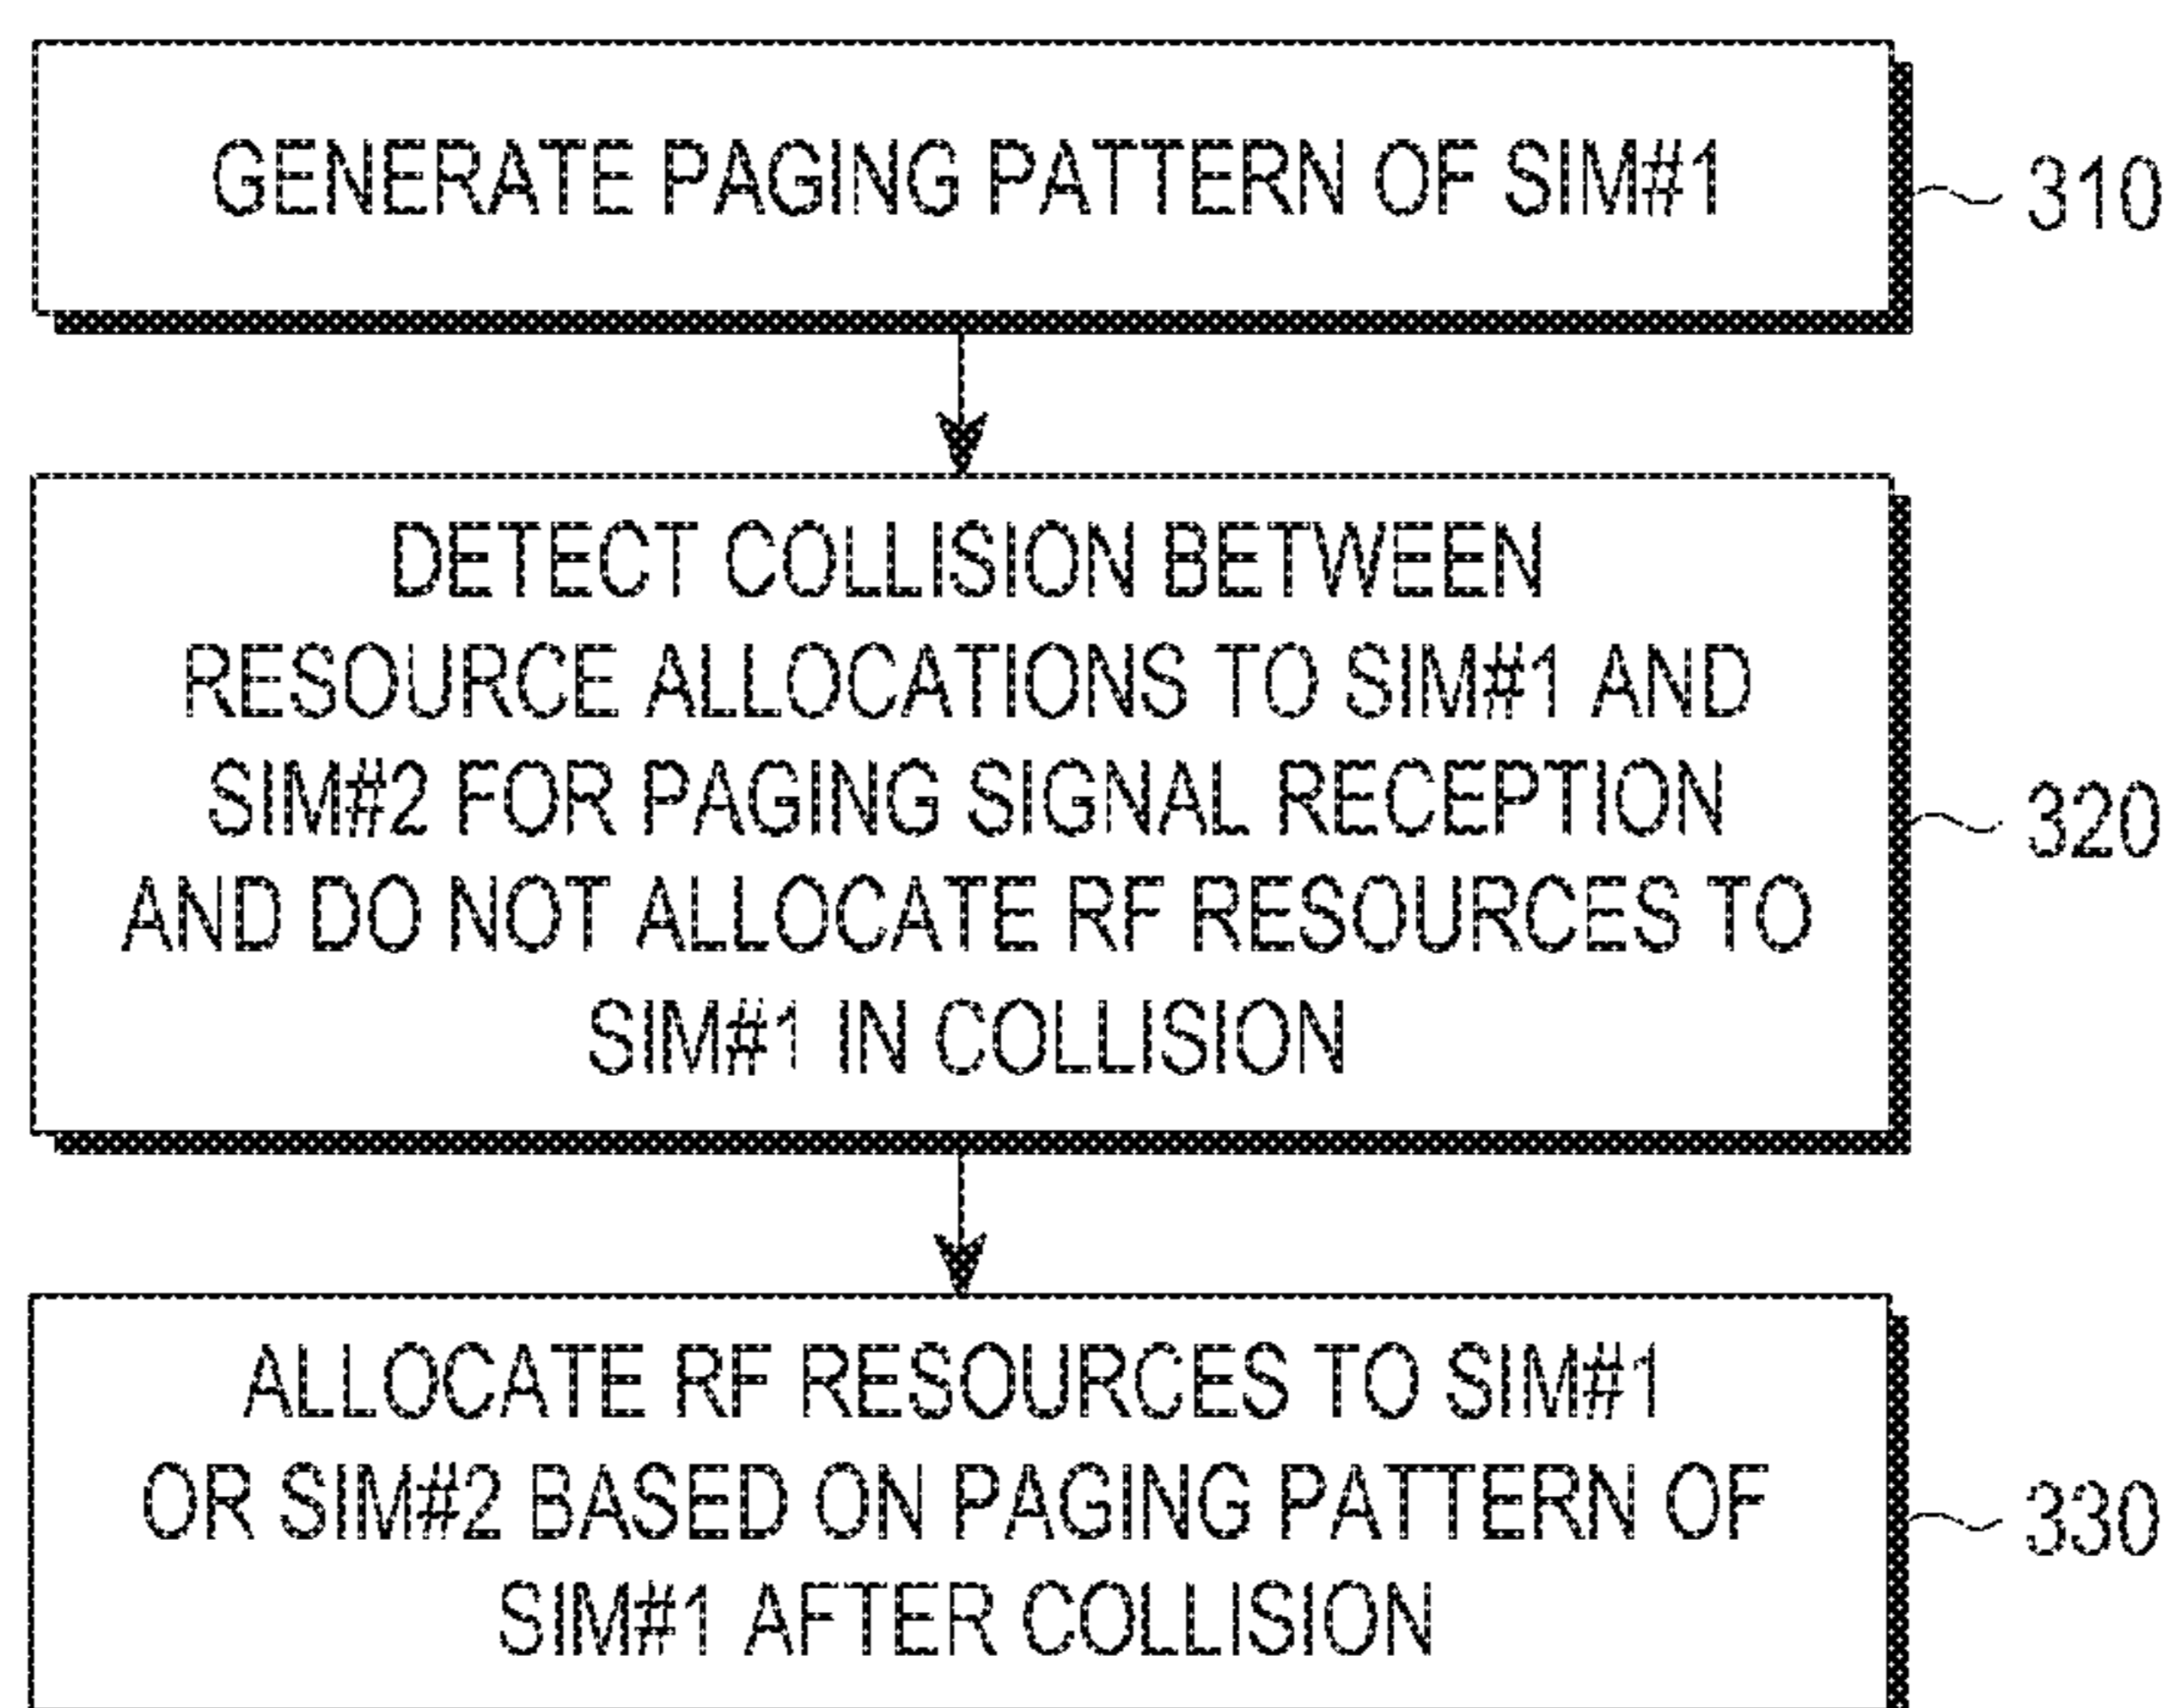 GENERATE PAGING PATTERN OF SIM#1
310
DETECT COLLISION BETWEEN
RESOURCE ALLOCATIONS TO SIM#1 AND
SIM#2 FOR PAGING SIGNAL RECEPTION
AND DO NOT ALLOCATE RF RESOURCES TO
SIM#1 IN COLLISION
320
ALLOCATE RF RESOURCES TO SIM#1
OR SIM#2 BASED ON PAGING PATTERN OF
SIM#1 AFTER COLLISION
330